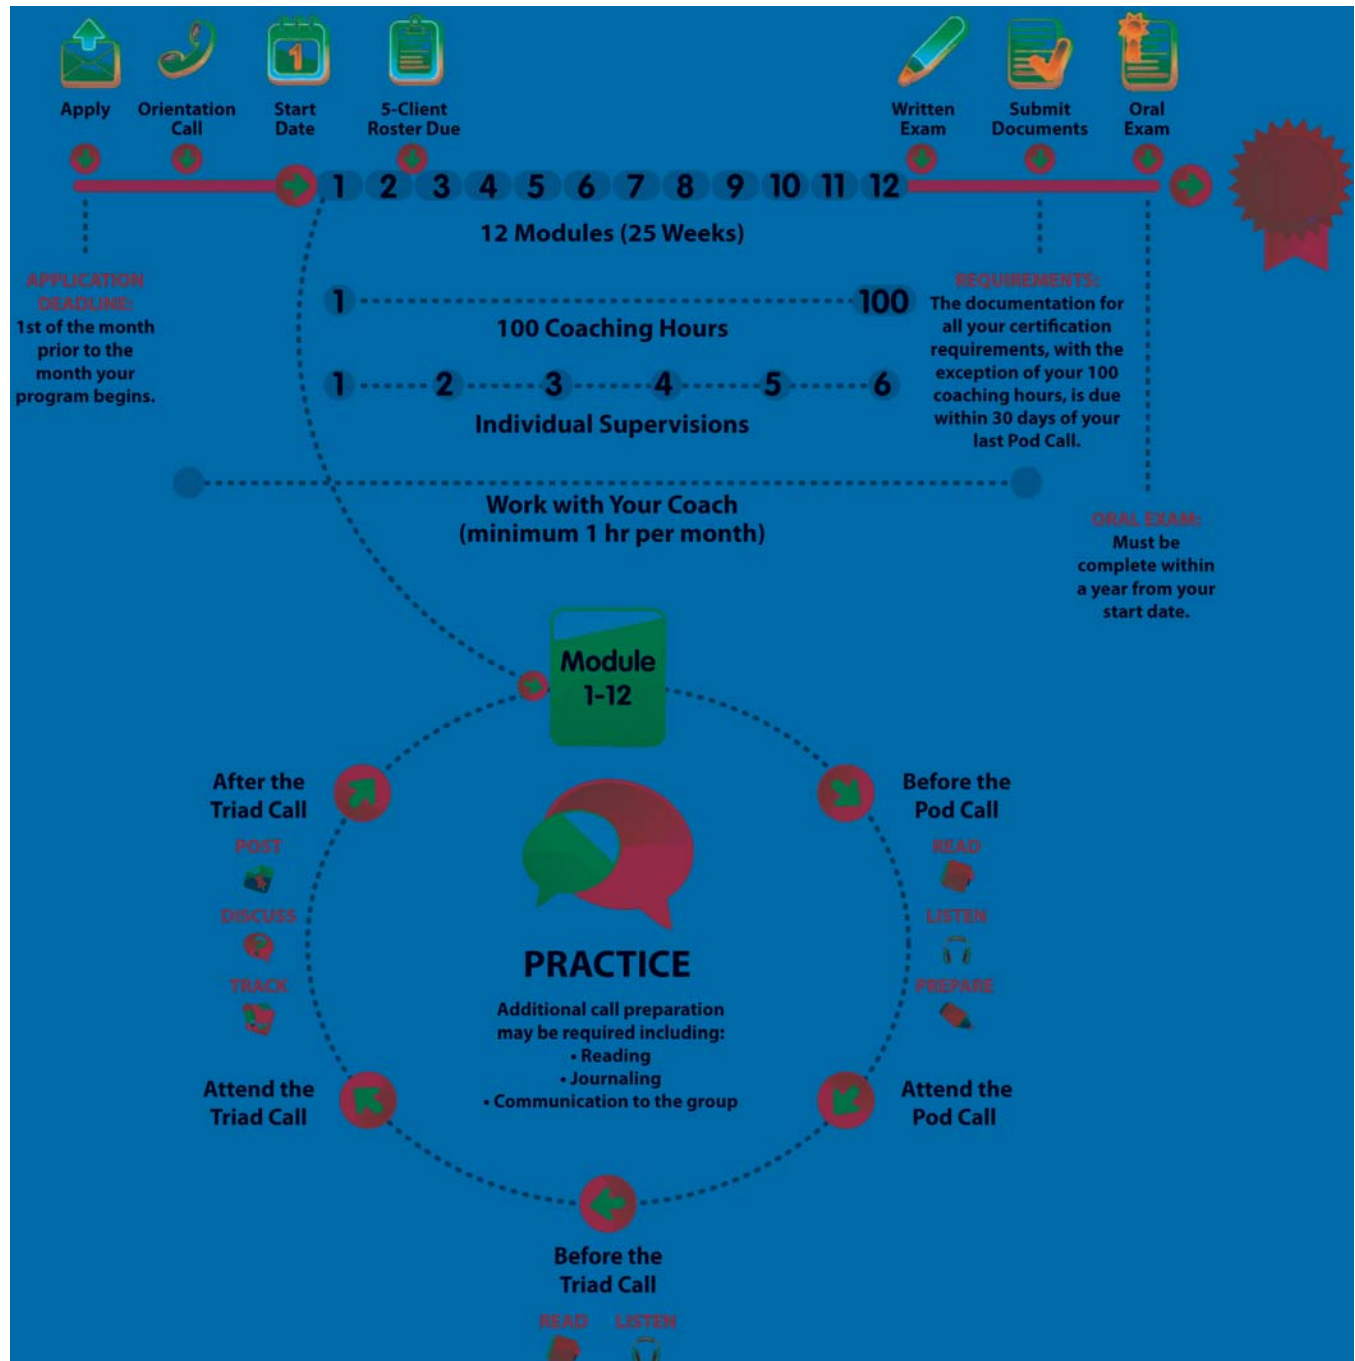 Apply
Orientation
Call
Start
Date
5-Client
Roster Due
Written
Exam
Submit
Documents
Oral
Exam
1
1 2 3 4 5 6 7 8 9 10 11 12
12 Modules (25 Weeks)
APPLICATION
DEADLINE:
1st of the month
prior to the
month your
program begins.
1 100
100 Coaching Hours
1 2 3 4 5 6
Individual Supervisions
REQUIREMENTS:
The documentation for
all your certification
requirements, with the
exception of your 100
coaching hours, is due
within 30 days of your
last Pod Call.
Work with Your Coach
(minimum 1 hr per month)
ORAL EXAM:
Must be
complete within
a year from your
start date.
Module
1-12
Before the
Pod Call
READ
LISTEN
PREPARE
Attend the
Pod Call
Before the
Triad Call
READ LISTEN
Attend the
Triad Call
After the
Triad Call
POST
DISCUSS
?
TRACK
PRACTICE
Additional call preparation
may be required including:
• Reading
• Journaling
• Communication to the group